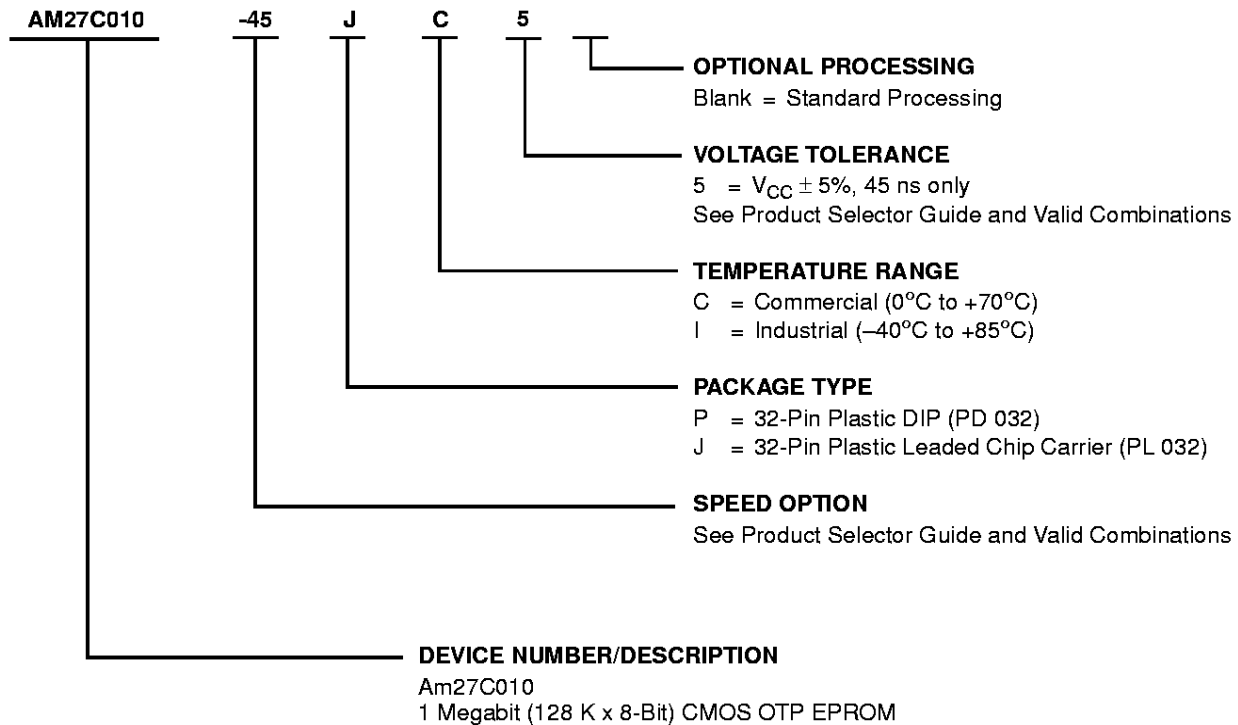 AM27C010 -45 J C 5
OPTIONAL PROCESSING
Blank = Standard Processing
VOLTAGE TOLERANCE
5 = VCC ± 5%, 45 ns only
See Product Selector Guide and Valid Combinations
TEMPERATURE RANGE
C = Commercial (0°C to +70°C)
I = Industrial (–40°C to +85°C)
PACKAGE TYPE
P = 32-Pin Plastic DIP (PD 032)
J = 32-Pin Plastic Leaded Chip Carrier (PL 032)
SPEED OPTION
See Product Selector Guide and Valid Combinations
DEVICE NUMBER/DESCRIPTION
Am27C010
1 Megabit (128 K x 8-Bit) CMOS OTP EPROM